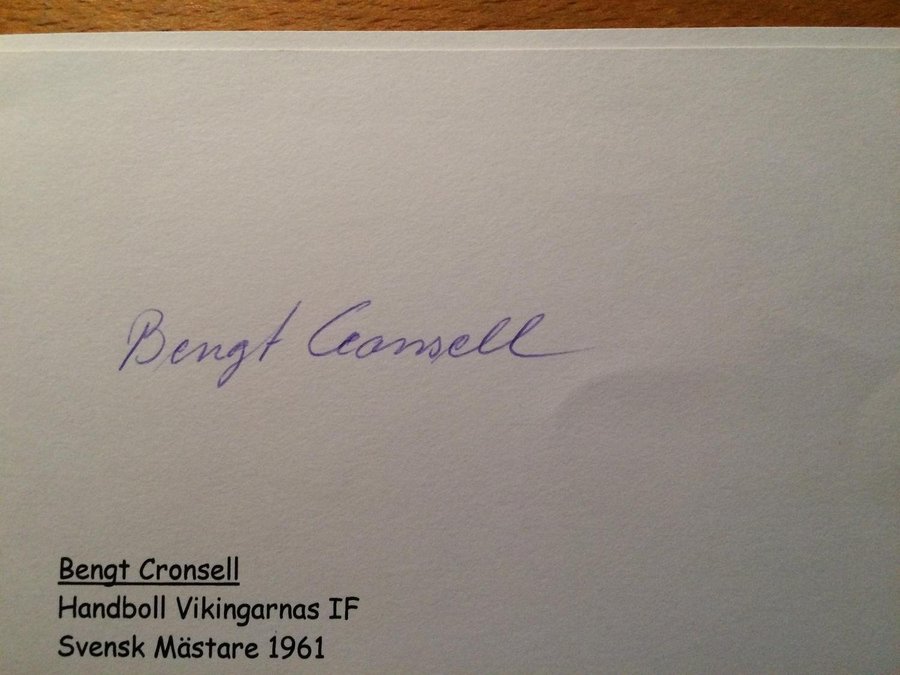 Bengt Cronsell
Bengt Cronsell
Handboll Vikingarnas IF
Svensk Mästare 1961